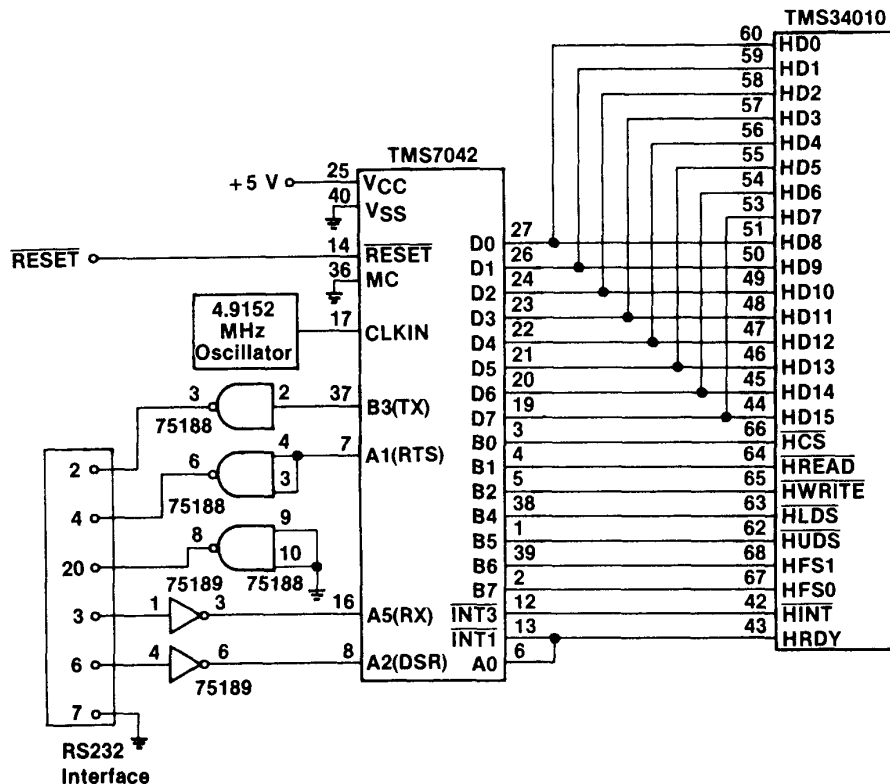 TMS34010
60 HD0
59 HD1
58 HD2
57 HD3
56 HD4
55 HD5
54 HD6
53 HD7
51 HD8
50 HD9
49 HD10
48 HD11
47 HD12
46 HD13
45 HD14
44 HD15
66 HCS
64 HREAD
65 HWRITE
63 HLDS
62 HUDS
68 HFS1
67 HFS0
42 HINT
43 HRDY
TMS7042
+5 V 25 VCC
40 VSS
RESET 14 RESET
36 MC
4.9152
MHz
Oscillator
17 CLKIN
3 2 37 B3(TX)
75188
6 4 7 A1(RTS)
3
75188
8 9
10
75188
75189
1 3 16 A5(RX)
4 6 8 A2(DSR)
75189
D0 27
D1 26
D2 24
D3 23
D4 22
D5 21
D6 20
D7 19
B0 3
B1 4
B2 5
B4 38
B5 1
B6 39
B7 2
INT3 12
INT1 13
A0 6
2
4
20
3
6
7
RS232
Interface